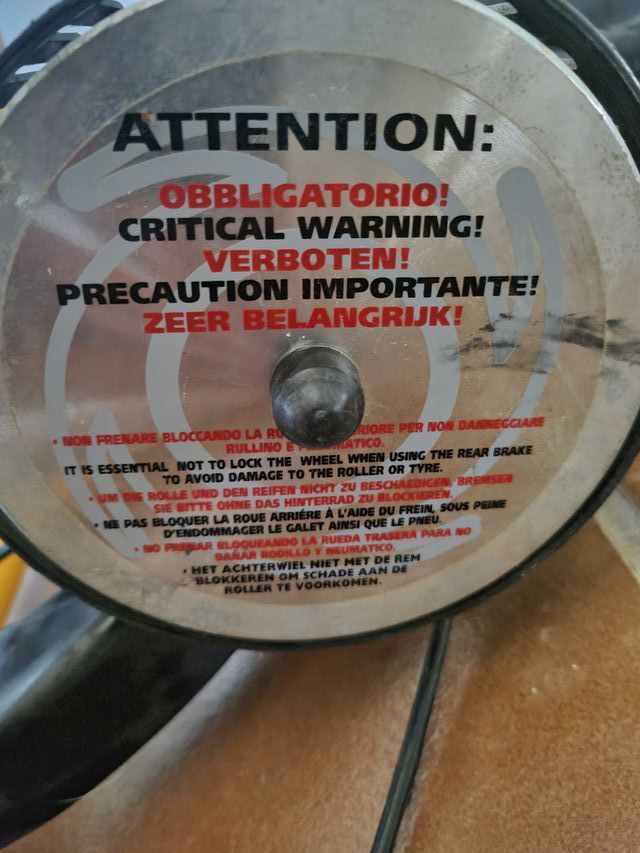 ATTENTION:
OBBLIGATORIO!
CRITICAL WARNING!
VERBOTEN!
PRECAUTION IMPORTANTE!
ZEER BELANGRIJK!
• NON FRENARE BLOCCANDO LA PER NON DANNEGGIARE
RULLINO E
IT IS ESSENTIAL NOT TO LOCK THE WHEEL WHEN USING THE REAR BRAKE
TO AVOID DAMAGE TO THE ROLLER OR TYRE.
• UM DIE ROLLE UND DEN REIFEN NICHT ZU BESCHAEDIGEN, BREMSEN
SIE BITTE OHNE DAS HINTERRAD ZU BLOCKIEREN.
• NE PAS BLOQUER LA ROUE ARRIÉRE À L'AIDE DU FREIN, SOUS PEINE
D'ENDOMMAGER LE GALET AINSI QUE LE PNEU.
• NO FRENAR BLOQUEANDO LA RUEDA TRASERA PARA NO
DAÑAR RODILLO Y NEUMATICO.
• HET ACHTERWIEL NIET MET DE REM
BLOKKEREN OM SCHADE AAN DE
ROLLER TE VOORKOMEN.